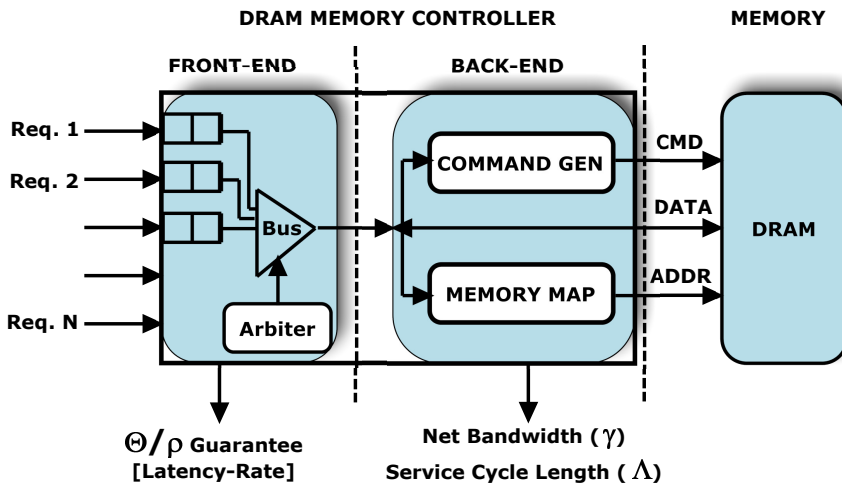 DRAM MEMORY CONTROLLER
MEMORY
FRONT-END
BACK-END
Req. 1
Req. 2
Req. N
Bus
Arbiter
COMMAND GEN
MEMORY MAP
CMD
DATA
ADDR
DRAM
Θ/ρ Guarantee
[Latency-Rate]
Net Bandwidth (γ)
Service Cycle Length (Λ)